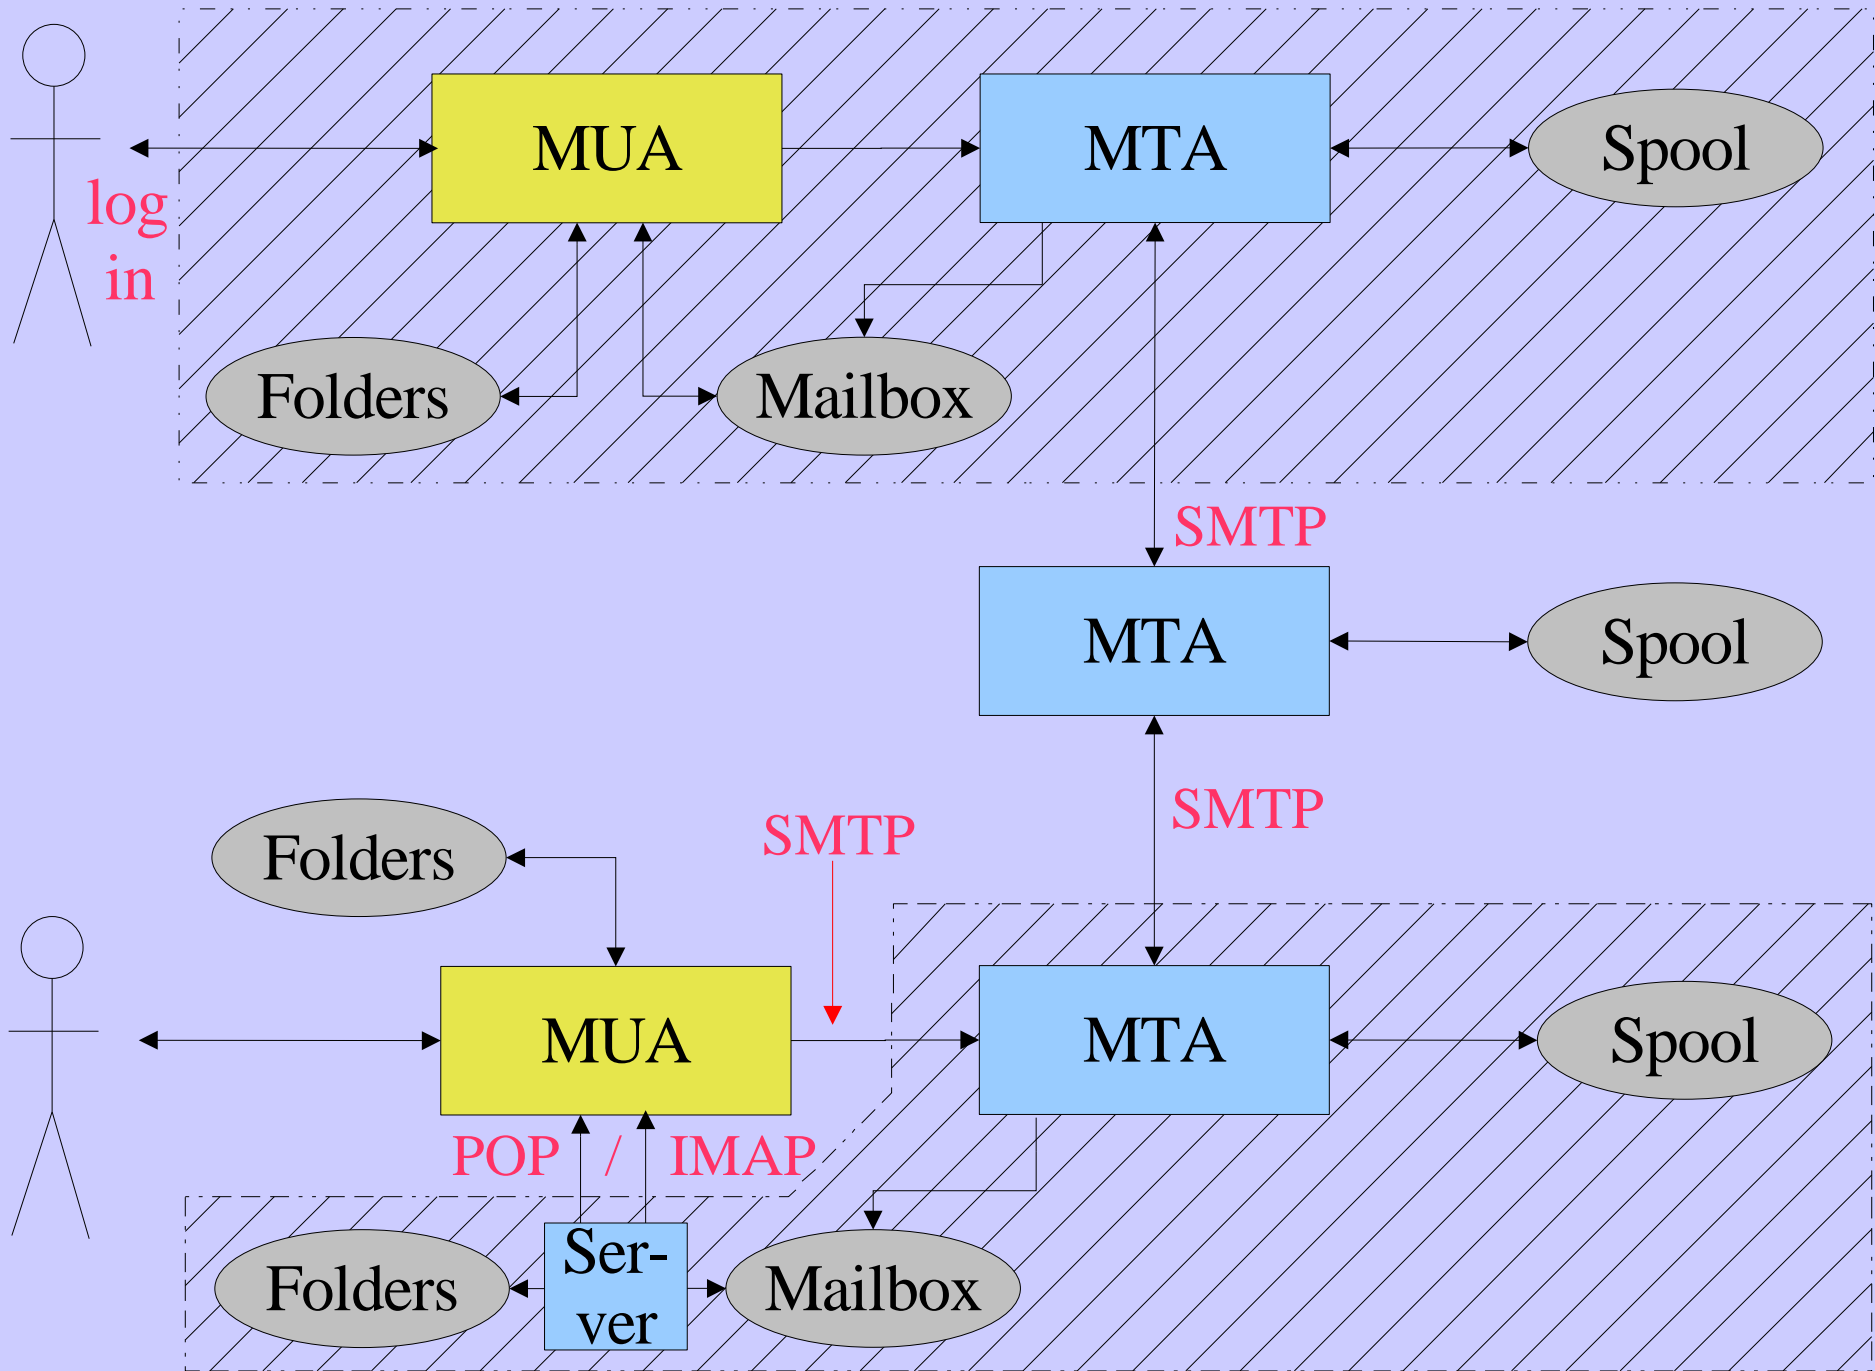 MUA
MTA
Spool
log
in
Folders
Mailbox
SMTP
MTA
Spool
SMTP
SMTP
Folders
MUA
MTA
Spool
POP / IMAP
Ser-
ver
Folders
Mailbox